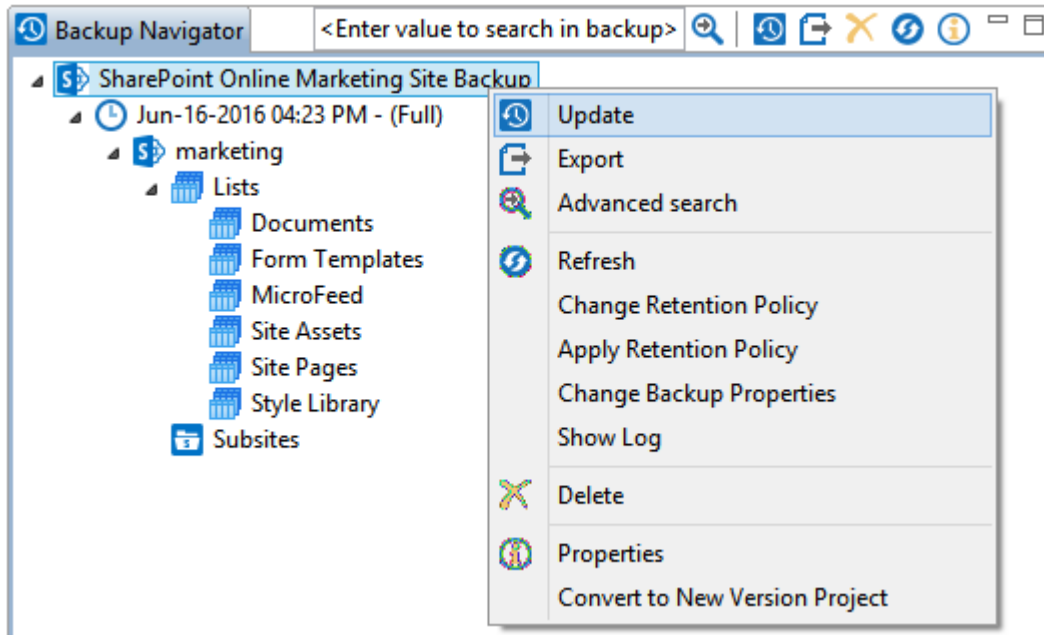 Backup Navigator
<Enter value to search in backup>
SharePoint Online Marketing Site Backup
Jun-16-2016 04:23 PM - (Full)
marketing
Lists
Documents
Form Templates
MicroFeed
Site Assets
Site Pages
Style Library
Subsites
Update
Export
Advanced search
Refresh
Change Retention Policy
Apply Retention Policy
Change Backup Properties
Show Log
Delete
Properties
Convert to New Version Project